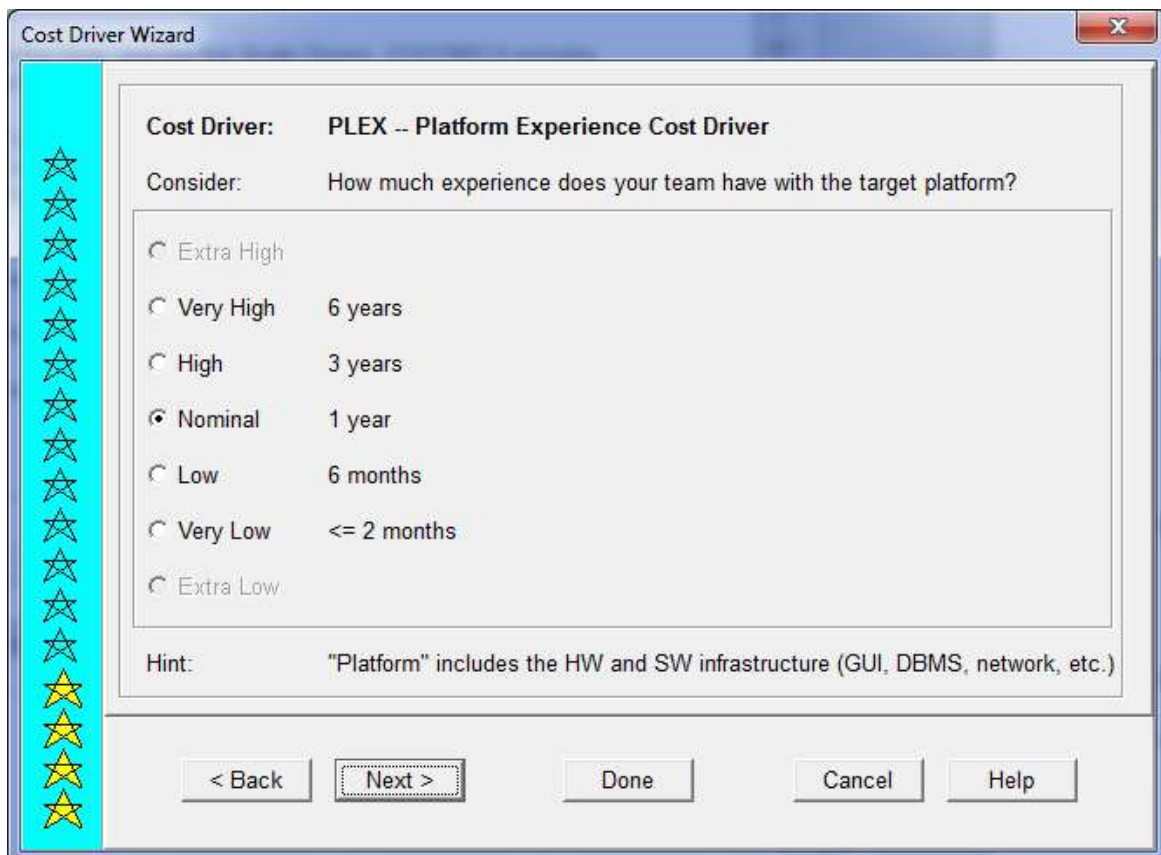 Cost Driver Wizard
Cost Driver: PLEX -- Platform Experience Cost Driver
Consider: How much experience does your team have with the target platform?
Extra High
Very High 6 years
High 3 years
Nominal 1 year
Low 6 months
Very Low <= 2 months
Extra Low
Hint: "Platform" includes the HW and SW infrastructure (GUI, DBMS, network, etc.)
< Back Next > Done Cancel Help